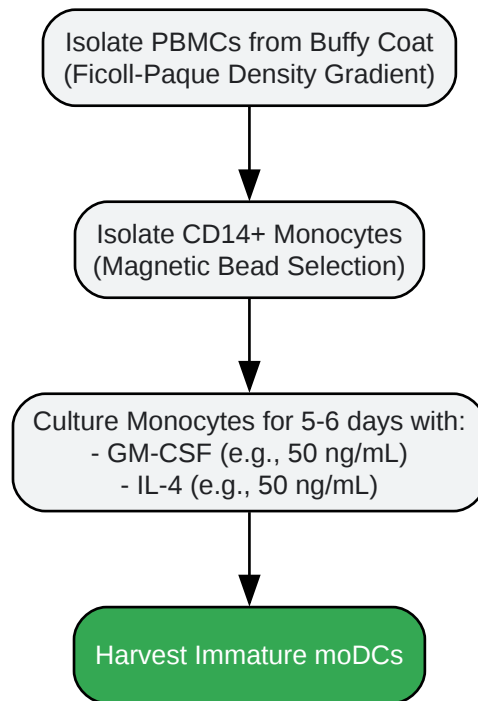 Isolate PBMCs from Buffy Coat
(Ficoll-Paque Density Gradient)
Isolate CD14+ Monocytes
(Magnetic Bead Selection)
Culture Monocytes for 5-6 days with:
- GM-CSF (e.g., 50 ng/mL)
- IL-4 (e.g., 50 ng/mL)
Harvest Immature moDCs